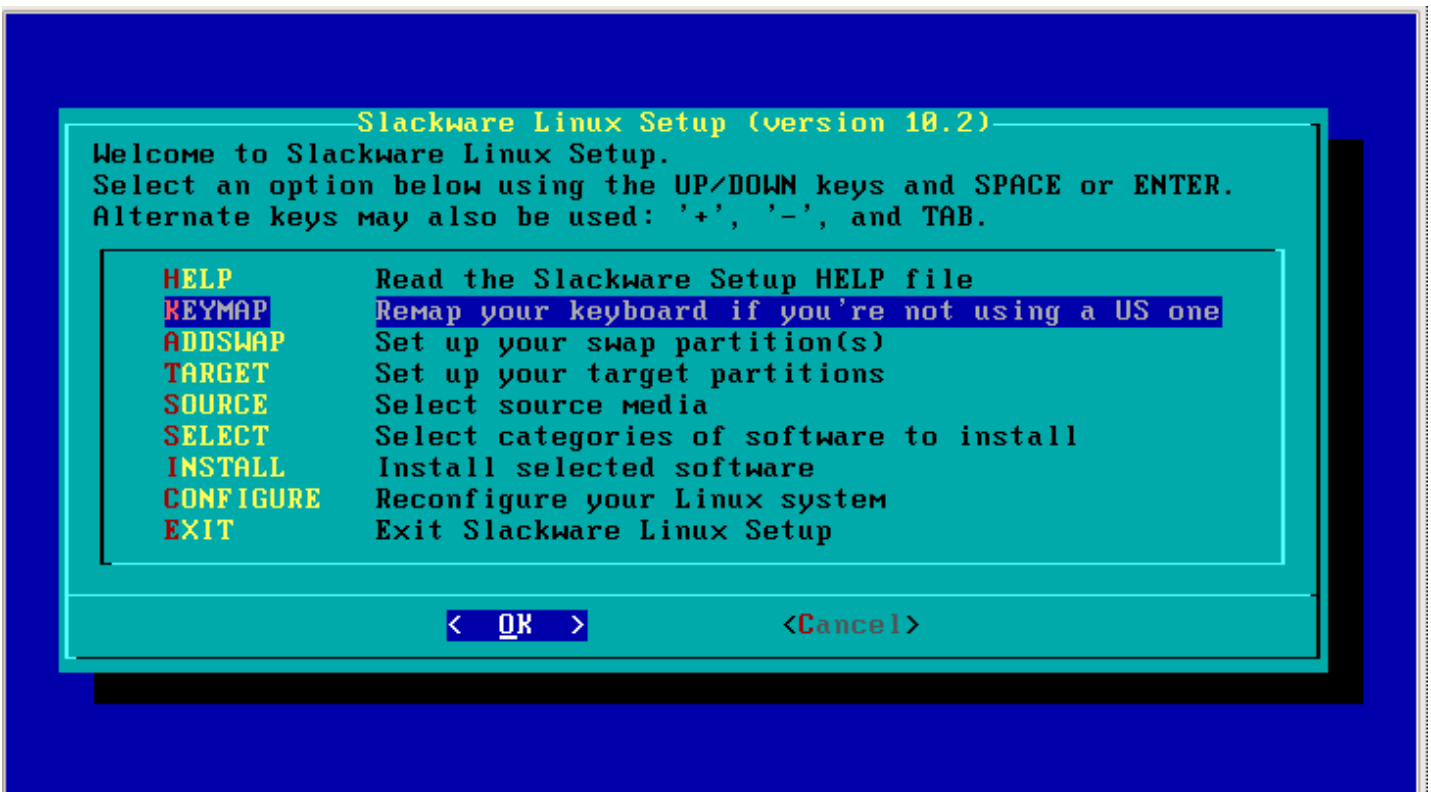 Slackware Linux Setup (version 10.2)
Welcome to Slackware Linux Setup.
Select an option below using the UP/DOWN keys and SPACE or ENTER.
Alternate keys may also be used: '+', '-', and TAB.
HELP Read the Slackware Setup HELP file
KEYMAP Remap your keyboard if you're not using a US one
ADDSWAP Set up your swap partition(s)
TARGET Set up your target partitions
SOURCE Select source media
SELECT Select categories of software to install
INSTALL Install selected software
CONFIGURE Reconfigure your Linux system
EXIT Exit Slackware Linux Setup
< OK > <Cancel>